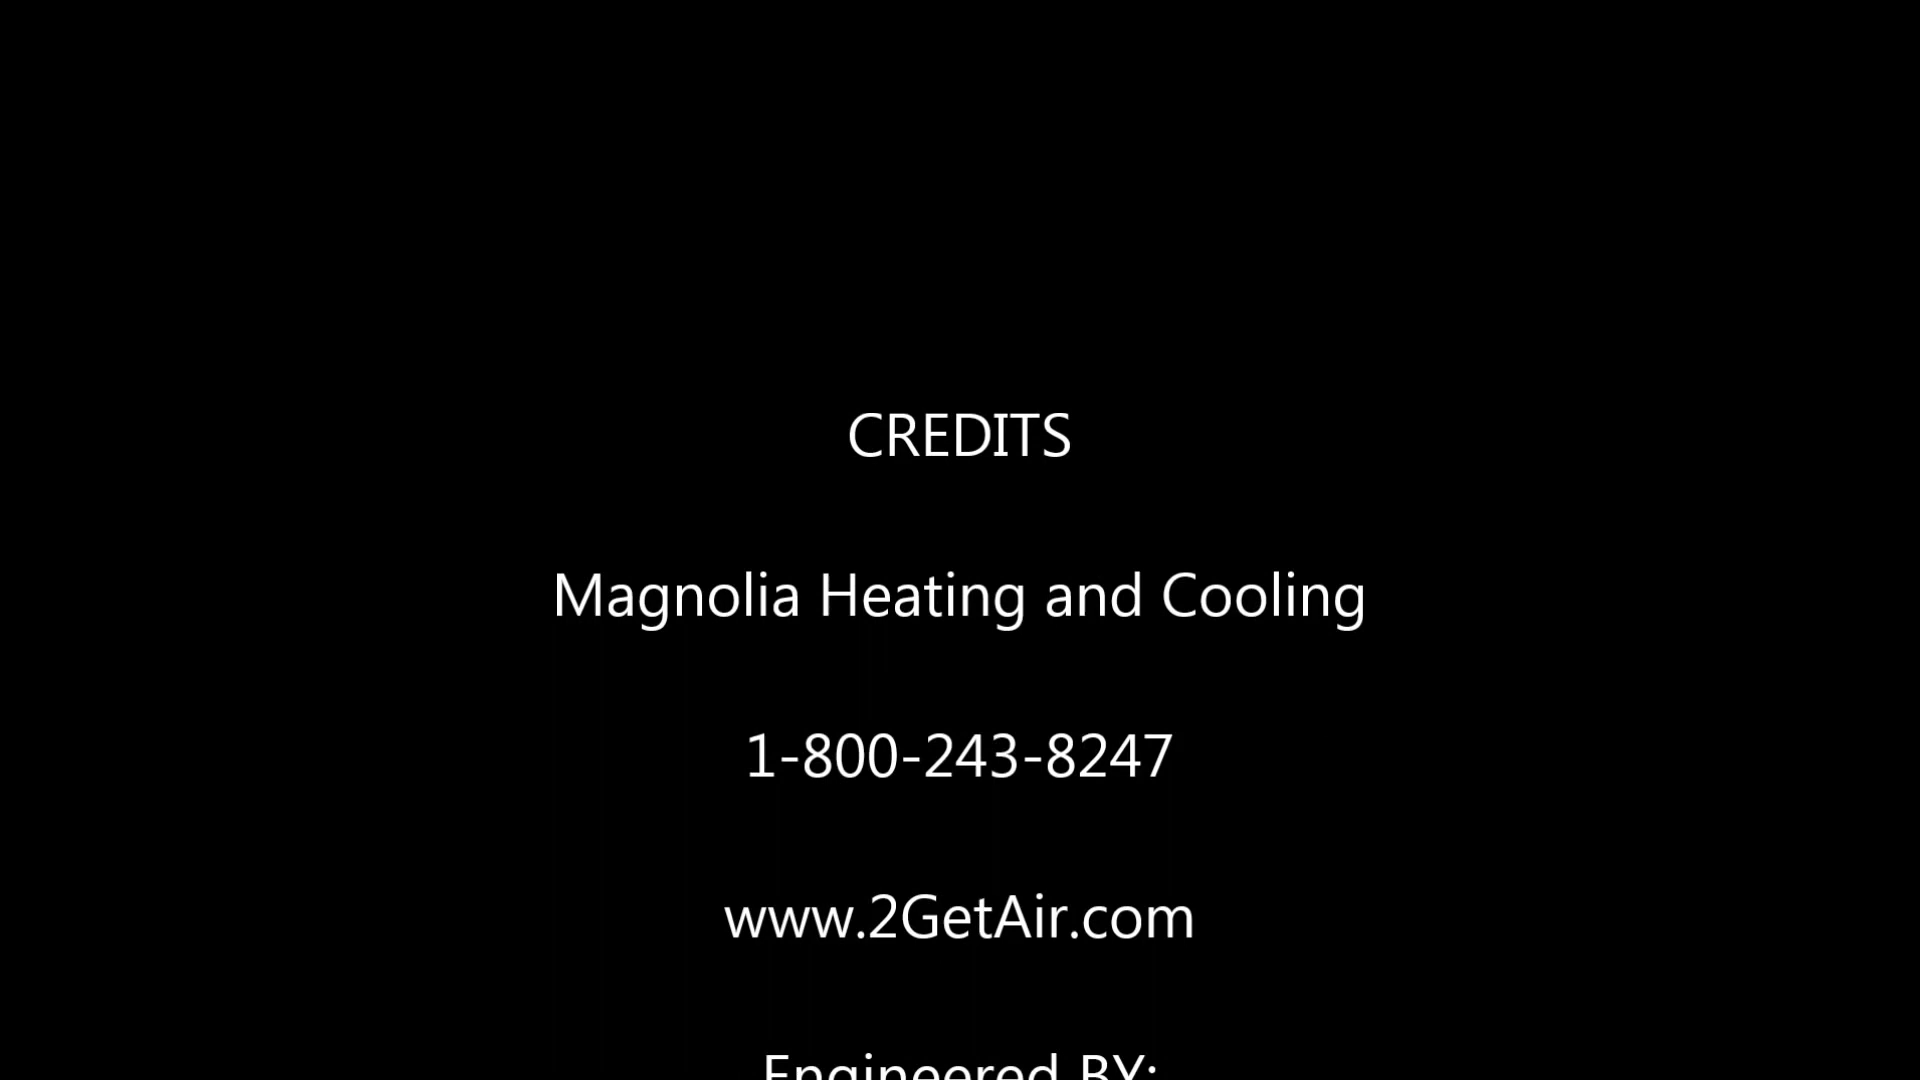 CREDITS
Magnolia Heating and Cooling
1-800-243-8247
www.2GetAir.com
Engineered BY: